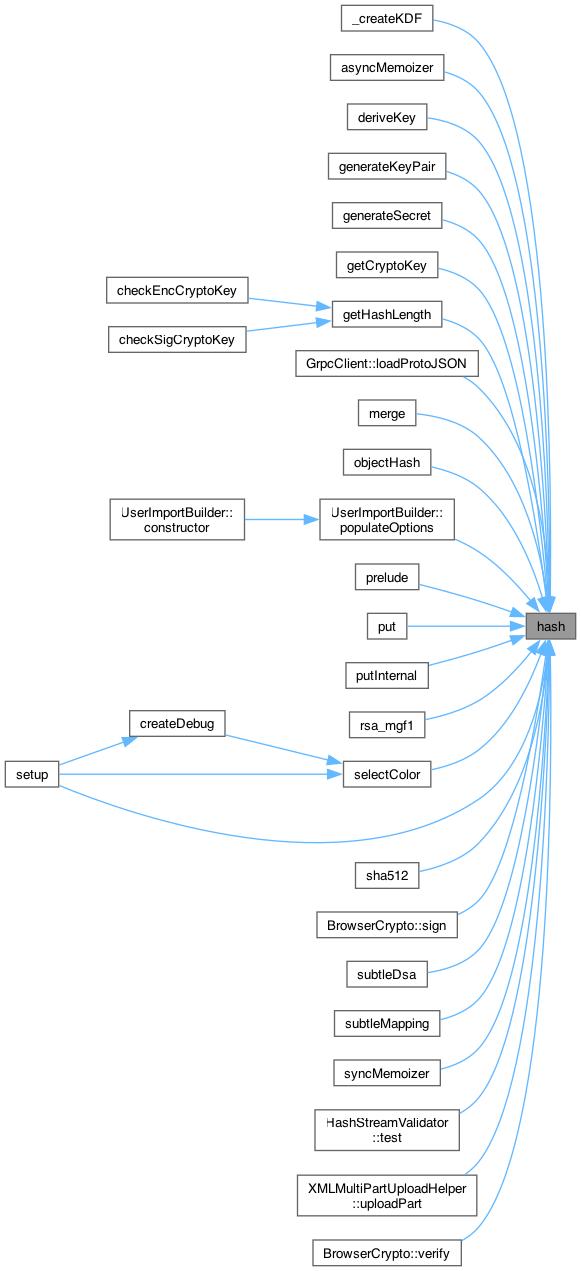 _createKDF
asyncMemoizer
deriveKey
generateKeyPair
generateSecret
getCryptoKey
checkEncCryptoKey
getHashLength
checkSigCryptoKey
GrpcClient::loadProtoJSON
merge
objectHash
UserImportBuilder::
constructor
UserImportBuilder::
populateOptions
prelude
put
hash
putInternal
rsa_mgf1
createDebug
setup
selectColor
sha512
BrowserCrypto::sign
subtleDsa
subtleMapping
syncMemoizer
HashStreamValidator
::test
XMLMultiPartUploadHelper
::uploadPart
BrowserCrypto::verify